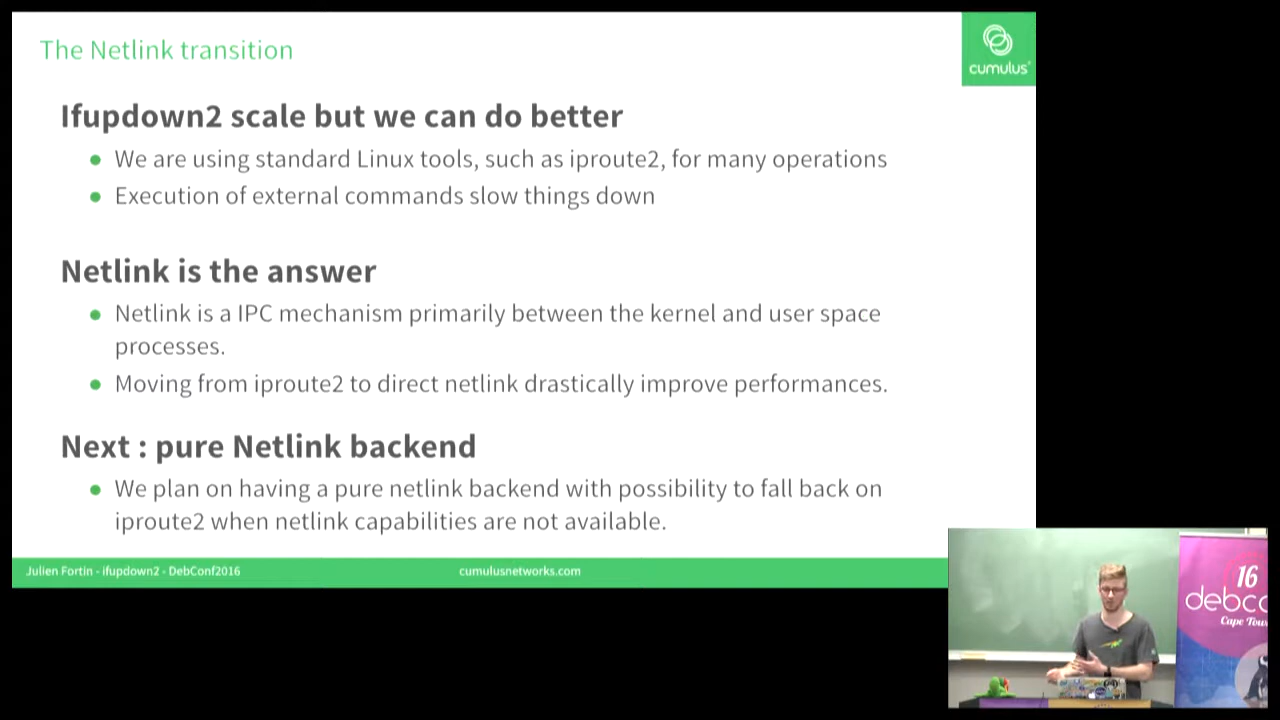 The Netlink transition
cumulus
Ifupdown2 scale but we can do better
We are using standard Linux tools, such as iproute2, for many operations
Execution of external commands slow things down
Netlink is the answer
Netlink is a IPC mechanism primarily between the kernel and user space
processes.
Moving from iproute2 to direct netlink drastically improve performances.
Next : pure Netlink backend
We plan on having a pure netlink backend with possibility to fall back on
iproute2 when netlink capabilities are not available.
Julien Fortin - ifupdown2 - DebConf2016
cumulusnetworks.com
16
debco
Cape Tow